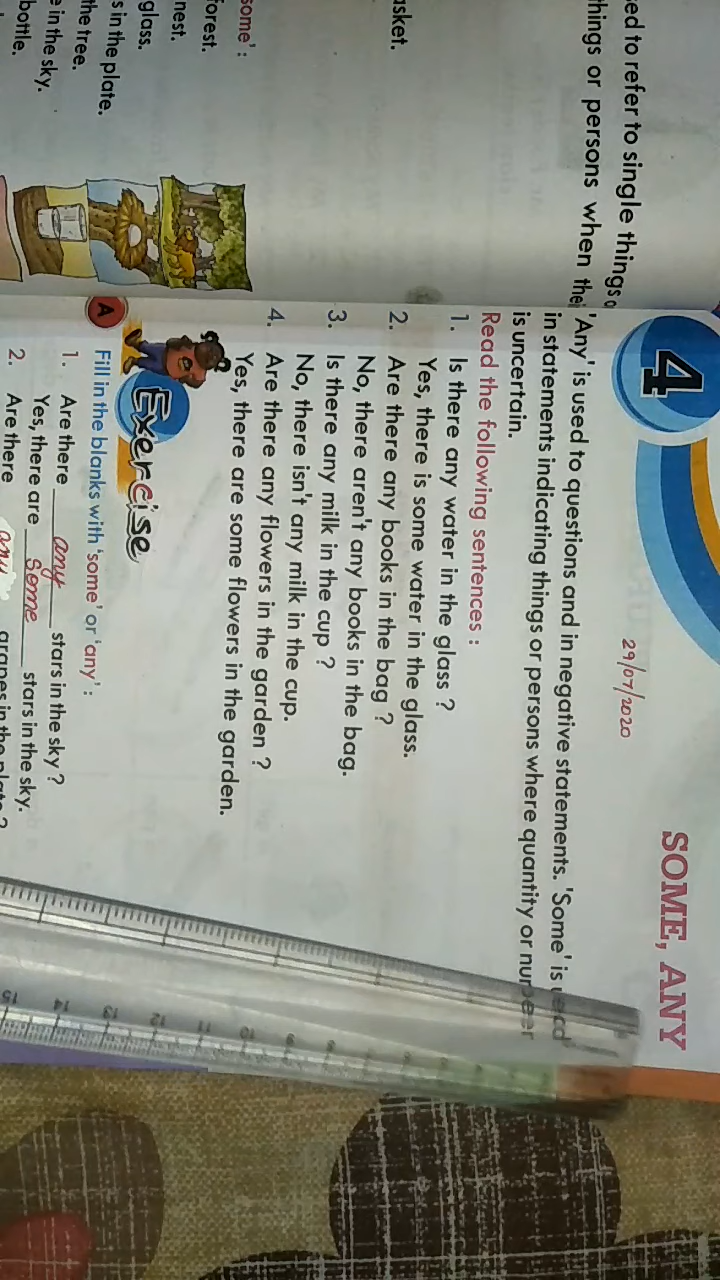 ed to refer to single things o
things or persons when the
asket.
some' :
forest.
nest.
glass.
s in the plate.
the tree.
e in the sky.
bottle.
4
SOME, ANY
29/07/2020
'Any' is used to questions and in negative statements. 'Some' is
in statements indicating things or persons where quantity or
is uncertain.
Read the following sentences :
1. Is there any water in the glass ?
Yes, there is some water in the glass.
2. Are there any books in the bag ?
No, there aren't any books in the bag.
3. Is there any milk in the cup ?
No, there isn't any milk in the cup.
4. Are there any flowers in the garden ?
Yes, there are some flowers in the garden.
Exercise
A Fill in the blanks with 'some' or 'any' :
1. Are there any stars in the sky ?
Yes, there are some stars in the sky.
2. Are there any grapes in the plate ?